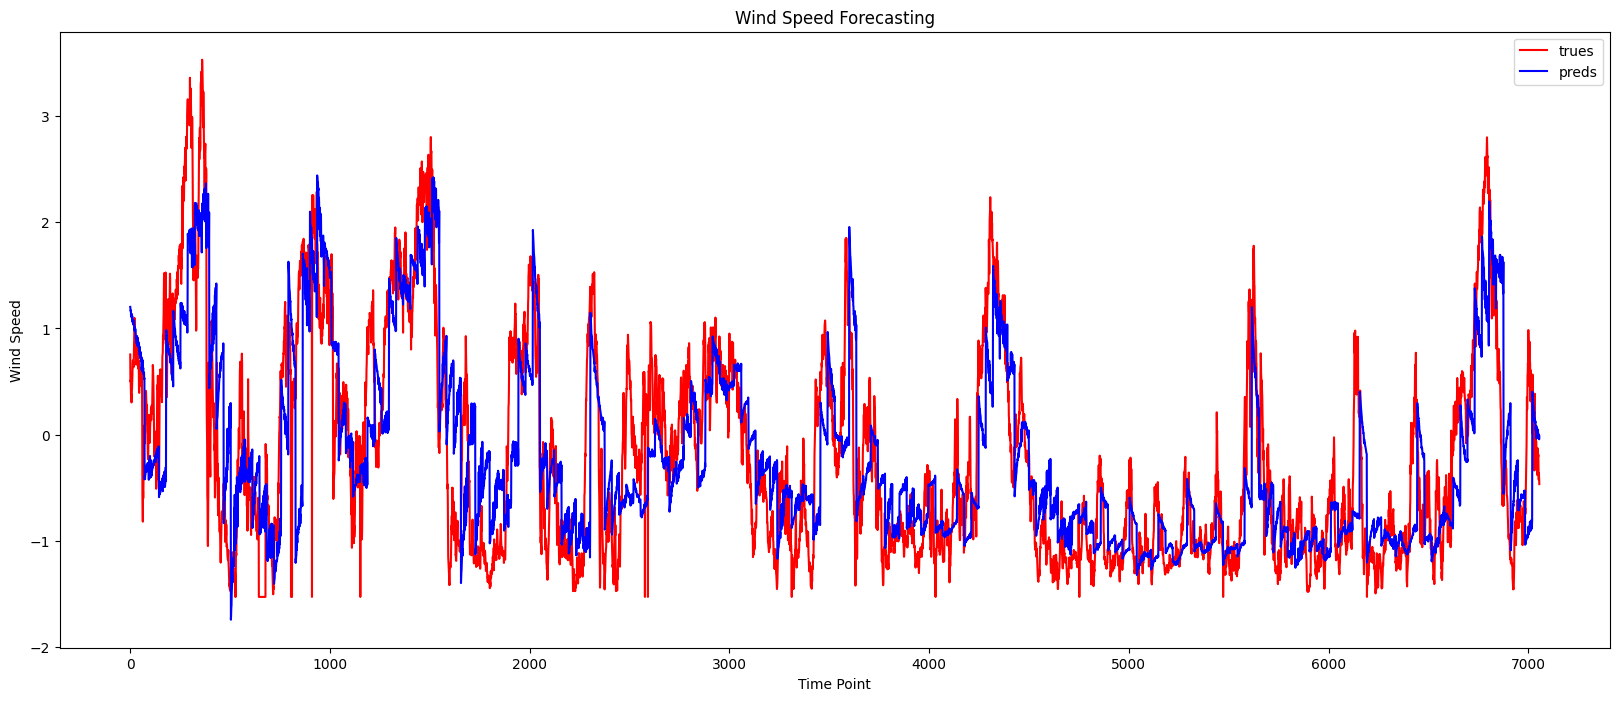 Wind Speed Forecasting
trues
preds
Wind Speed
3
2
1
0
−1
−2
0 1000 2000 3000 4000 5000 6000 7000
Time Point